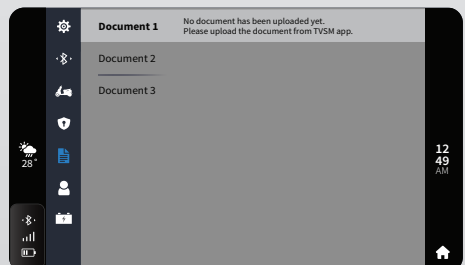 Document 1
No document has been uploaded yet.
Please upload the document from TVSM app.
Document 2
Document 3
28°
12
49
AM